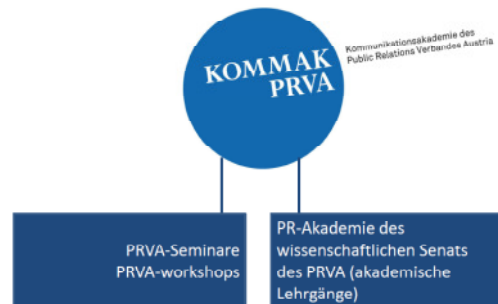 KOMMAK
PRVA
Kommunikationsakademie des
Public Relations Verbandes Austria
PRVA-Seminare
PRVA-workshops
PR-Akademie des
wissenschaftlichen Senats
des PRVA (akademische
Lehrgänge)